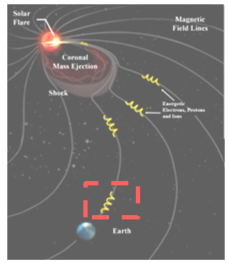 Solar
Flare
Magnetic
Field Lines
Coronal
Mass Ejection
Shock
Energetic
Electrons, Protons
and Ions
Earth